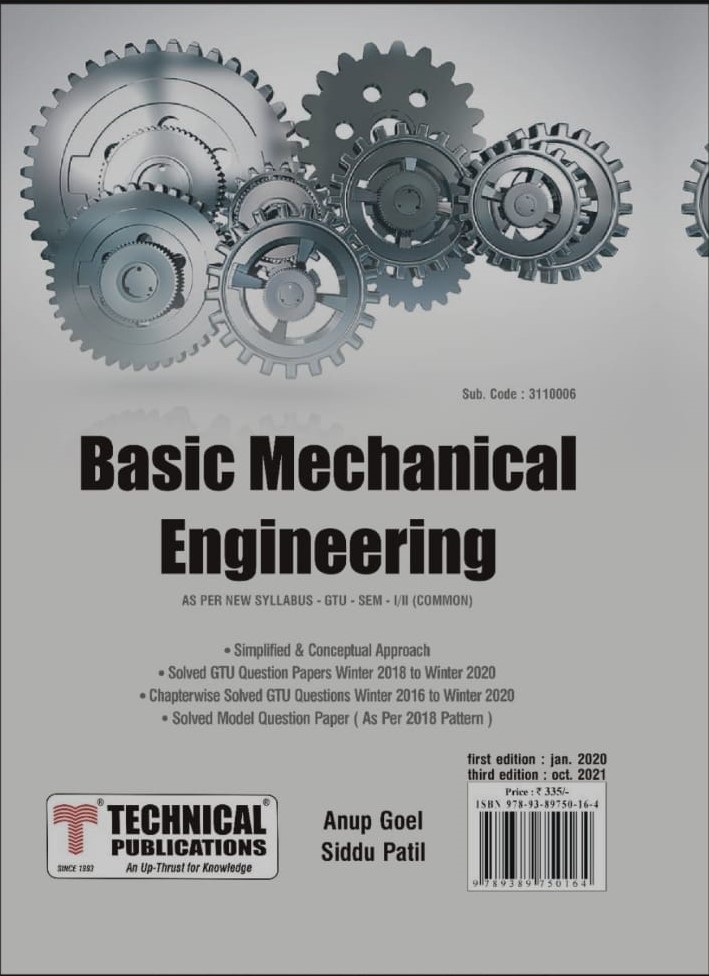 Sub. Code : 3110006
Basic Mechanical
Engineering
AS PER NEW SYLLABUS - GTU - SEM - I/II (COMMON)
• Simplified & Conceptual Approach
• Solved GTU Question Papers Winter 2018 to Winter 2020
• Chapterwise Solved GTU Questions Winter 2016 to Winter 2020
• Solved Model Question Paper ( As Per 2018 Pattern )
first edition : jan. 2020
third edition : oct. 2021
Price : ₹ 335/-
ISBN 978-93-89750-16-4
9 789389 750164
T® TECHNICAL®
PUBLICATIONS
SINCE 1993 An Up-Thrust for Knowledge
Anup Goel
Siddu Patil